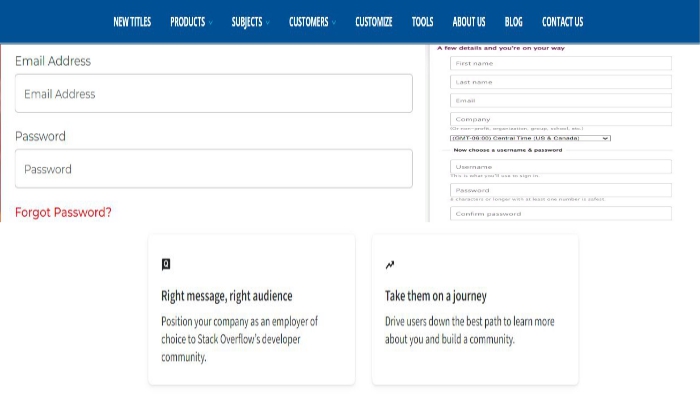 NEW TITLES PRODUCTS SUBJECTS CUSTOMERS CUSTOMIZE TOOLS ABOUT US BLOG CONTACT US
Email Address
Email Address
Password
Password
Forgot Password?
A few details and you're on your way
First name
Last name
Email
Company
(Or non-profit, organization, group, school, etc.)
(GMT-06:00) Central Time (US & Canada)
Now choose a username & password
Username
This is what you'll use to sign in.
Password
6 characters or longer with at least one number is safest.
Confirm password
Right message, right audience
Position your company as an employer of
choice to Stack Overflow's developer
community.
Take them on a journey
Drive users down the best path to learn more
about you and build a community.